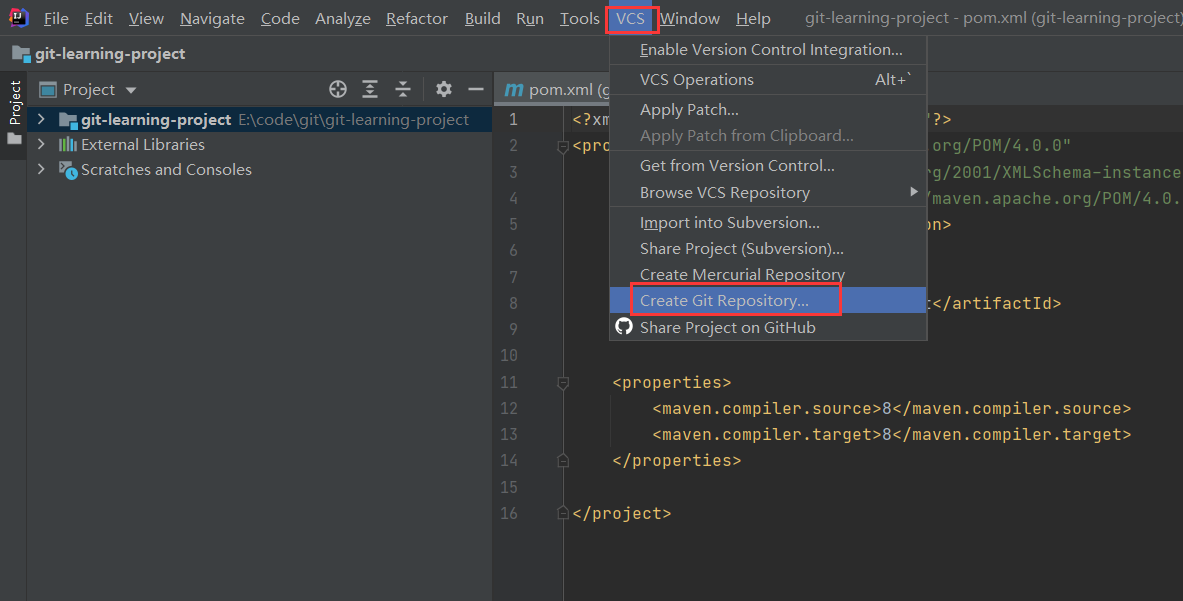 File Edit View Navigate Code Analyze Refactor Build Run Tools VCS Window Help git-learning-project - pom.xml (git-learning-project)
git-learning-project
Project
Project
git-learning-project E:\code\git\git-learning-project
External Libraries
Scratches and Consoles
pom.xml (g
Enable Version Control Integration...
VCS Operations Alt+`
Apply Patch...
Apply Patch from Clipboard...
Get from Version Control...
Browse VCS Repository
Import into Subversion...
Share Project (Subversion)...
Create Mercurial Repository
Create Git Repository...
Share Project on GitHub
1 <?xm "?>
2 <pro .org/POM/4.0.0"
3 rg/2001/XMLSchema-instance
4 /maven.apache.org/POM/4.0.
5 on>
6
7
8 t</artifactId>
9
10
11 <properties>
12 <maven.compiler.source>8</maven.compiler.source>
13 <maven.compiler.target>8</maven.compiler.target>
14 </properties>
15
16 </project>